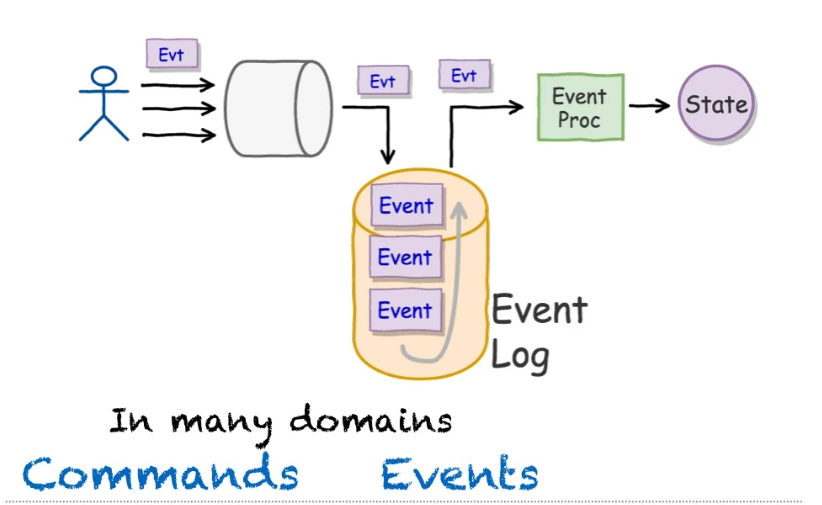 Evt
Evt
Evt
Event
Proc
State
Event
Event
Event
Event
Log
In many domains
Commands Events